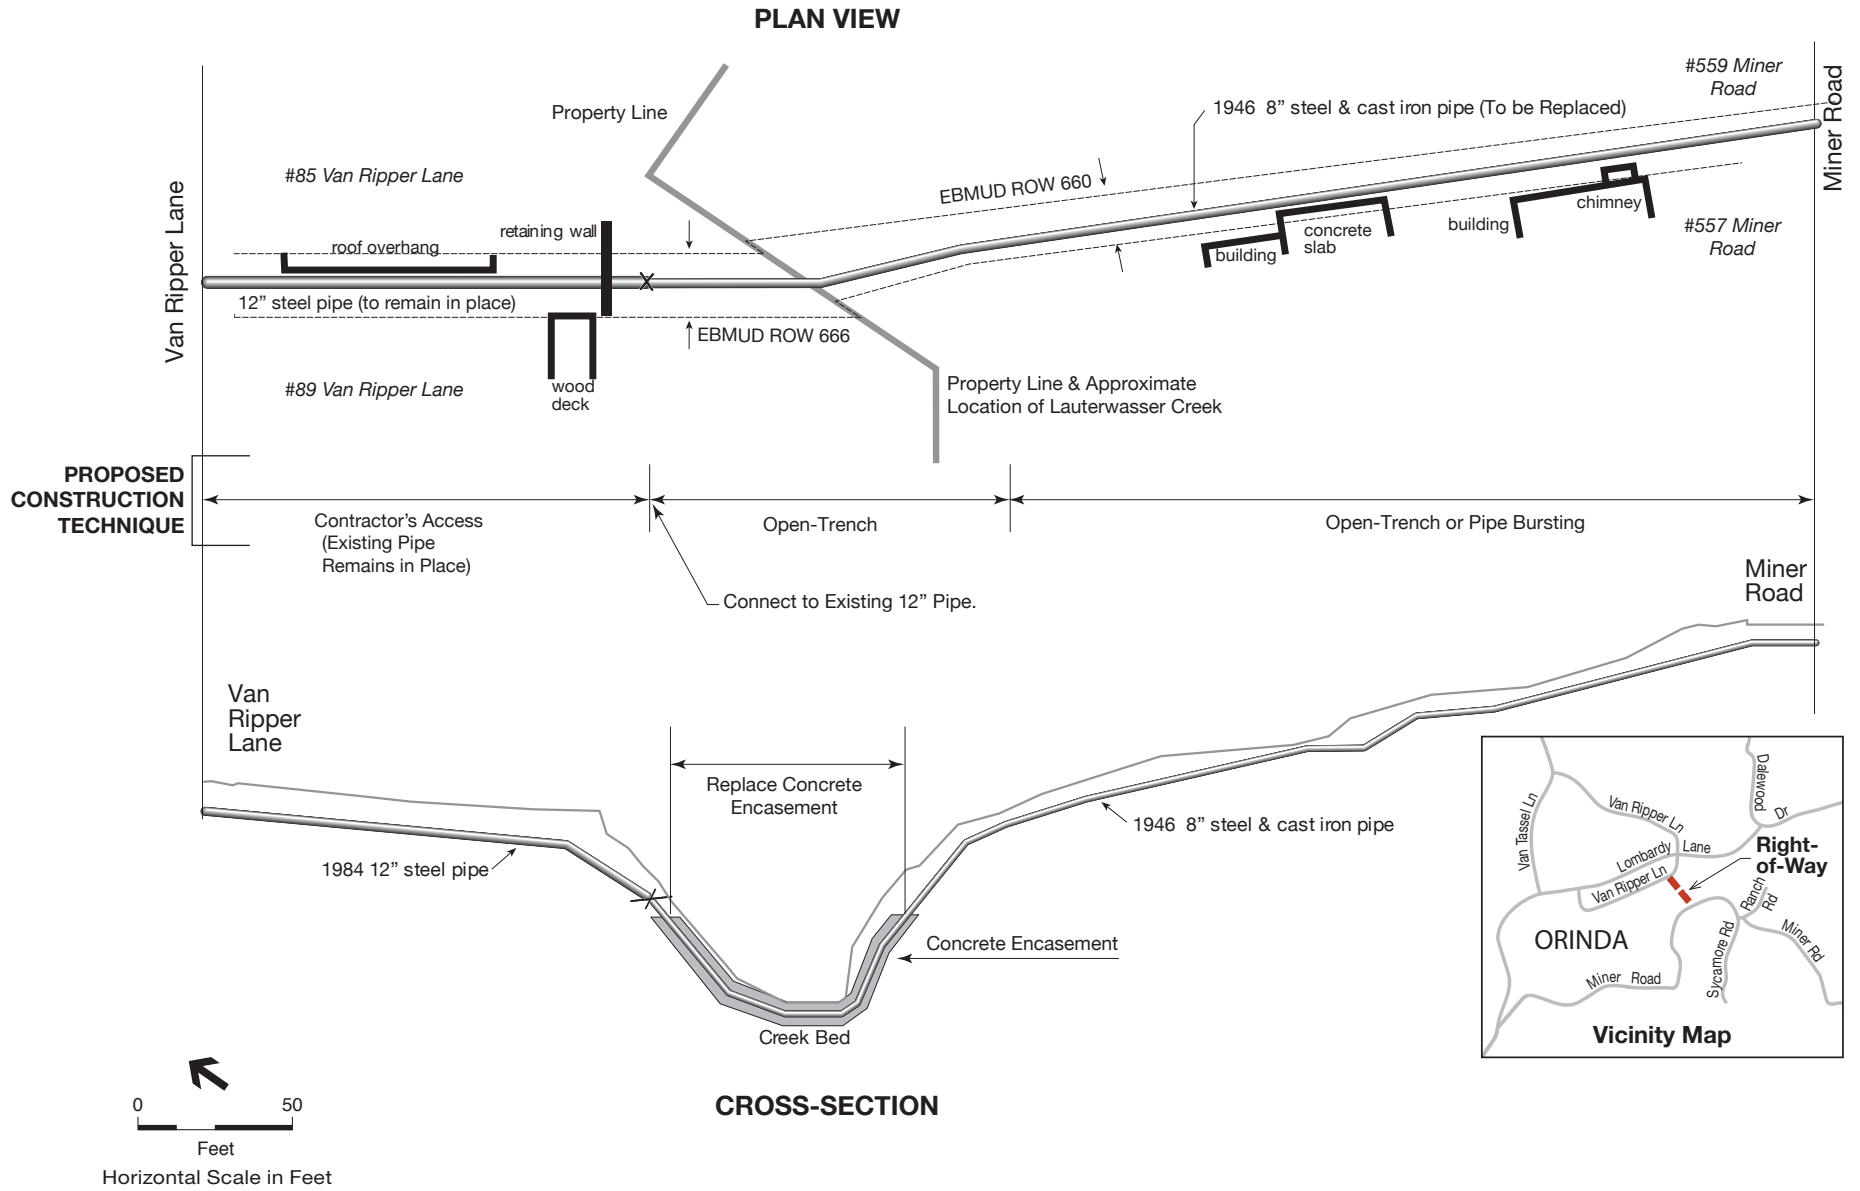 PLAN VIEW
#559 Miner
Road
Miner Road
Property Line
1946 8” steel & cast iron pipe (To be Replaced)
#85 Van Ripper Lane
EBMUD ROW 660
Van Ripper Lane
retaining wall
roof overhang
chimney
building
concrete
slab
building
#557 Miner
Road
12” steel pipe (to remain in place)
EBMUD ROW 666
#89 Van Ripper Lane
wood
deck
Property Line & Approximate
Location of Lauterwasser Creek
PROPOSED
CONSTRUCTION
TECHNIQUE
Contractor’s Access
(Existing Pipe
Remains in Place)
Open-Trench
Open-Trench or Pipe Bursting
Connect to Existing 12” Pipe.
Miner
Road
Van
Ripper
Lane
Replace Concrete
Encasement
1984 12” steel pipe
1946 8” steel & cast iron pipe
Concrete Encasement
Creek Bed
CROSS-SECTION
0 50
Feet
Horizontal Scale in Feet
Van Tassel Ln
Van Ripper Ln
Dalewood
Dr
Lombardy Lane
Van Ripper Ln
Right-
of-Way
Ranch
Rd
ORINDA
Sycamore Rd
Miner Rd
Miner Road
Vicinity Map